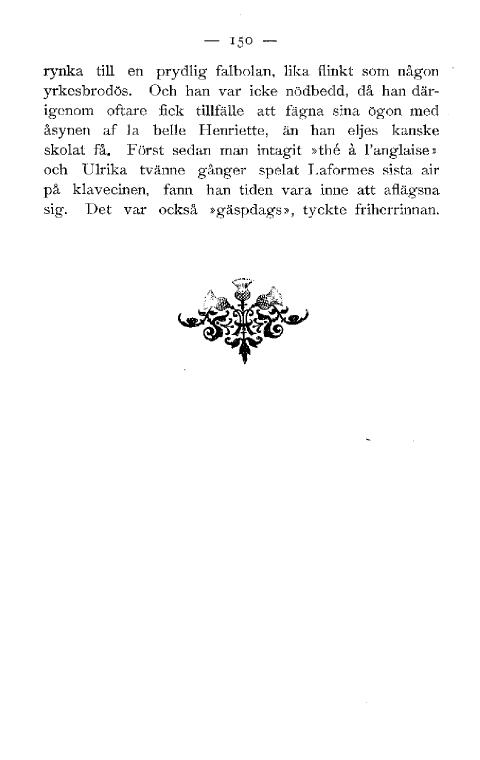 — 150 —
rynka till en prydlig falbolan, lika flinkt som någon
yrkesbrodös. Och han var icke nödbedd, då han där-
igenom oftare fick tillfälle att fägna sina ögon med
åsynen af la belle Henriette, än han eljes kanske
skolat få. Först sedan man intagit »thé à l'anglaise»
och Ulrika tvänne gånger spelat Laformes sista air
på klavecinen, fann han tiden vara inne att aflägsna
sig. Det var också »gäspdags», tyckte friherrinnan.